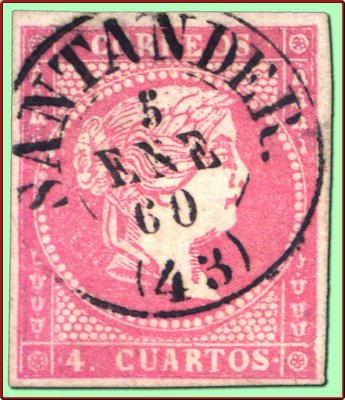 CORREOS
SANTANDER.
5
ENE
60
(43)
4. CUARTOS